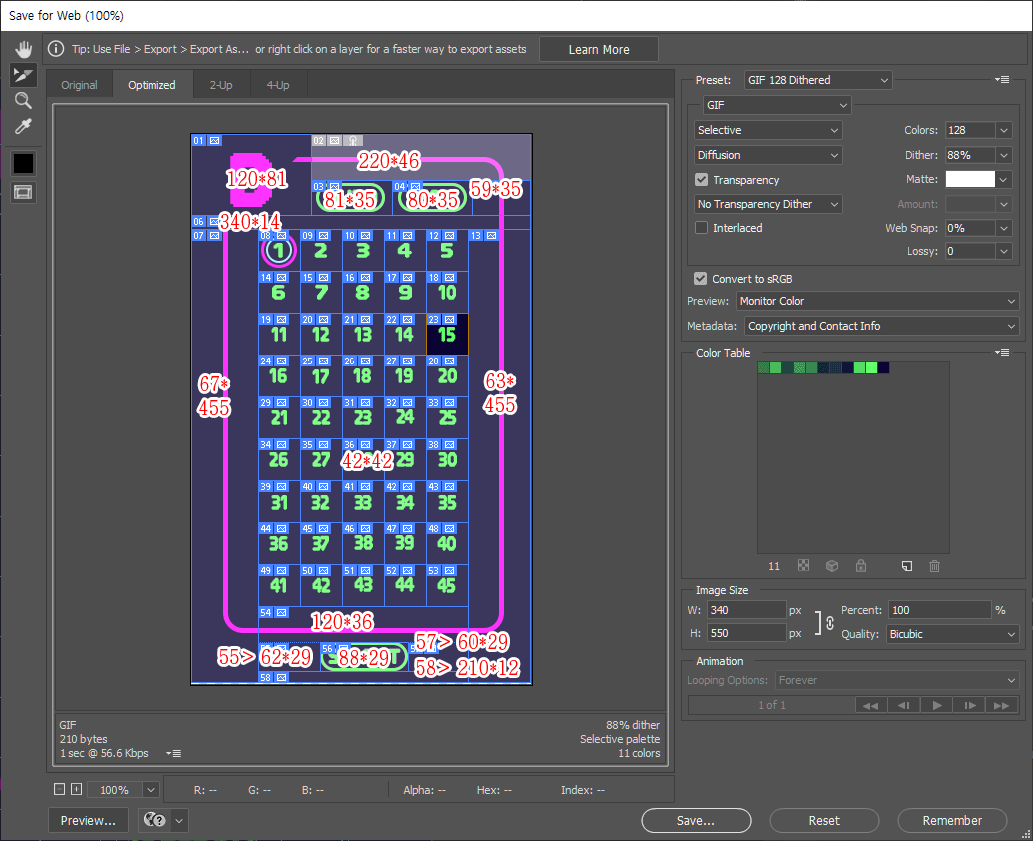 Save for Web (100%)
Tip: Use File > Export > Export As... or right click on a layer for a faster way to export assets
Learn More
Original
Optimized
2-Up
4-Up
Preset:
GIF 128 Dithered
GIF
Selective
Colors:
128
Diffusion
Dither:
88%
Transparency
Matte:
No Transparency Dither
Amount:
Interlaced
Web Snap:
0%
Lossy:
0
Convert to sRGB
Preview:
Monitor Color
Metadata:
Copyright and Contact Info
Color Table
11
Image Size
W:
340
px
H:
550
px
Percent:
100
%
Quality:
Bicubic
Animation
Looping Options:
Forever
1 of 1
01
02
120*81
220*46
03
04
81*35
80*35
59*35
06
340*14
07
08 09 10 11 12 13
1 2 3 4 5
14 15 16 17 18
6 7 8 9 10
19 20 21 22 23
11 12 13 14 15
24 25 26 27 20
16 17 18 19 20
67*
455
63*
455
29 30 31 32 33
21 22 23 24 25
34 35 36 37 38
26 27 42*42 29 30
39 40 41 42 43
31 32 33 34 35
44 45 46 47 48
36 37 38 39 40
49 50 51 52 53
41 42 43 44 45
54
120*36
55> 62*29
56
88*29
57> 60*29
58> 210*12
58
GIF
210 bytes
1 sec @ 56.6 Kbps
88% dither
Selective palette
11 colors
100%
R: --
G: --
B: --
Alpha: --
Hex: --
Index: --
Preview...
Save...
Reset
Remember